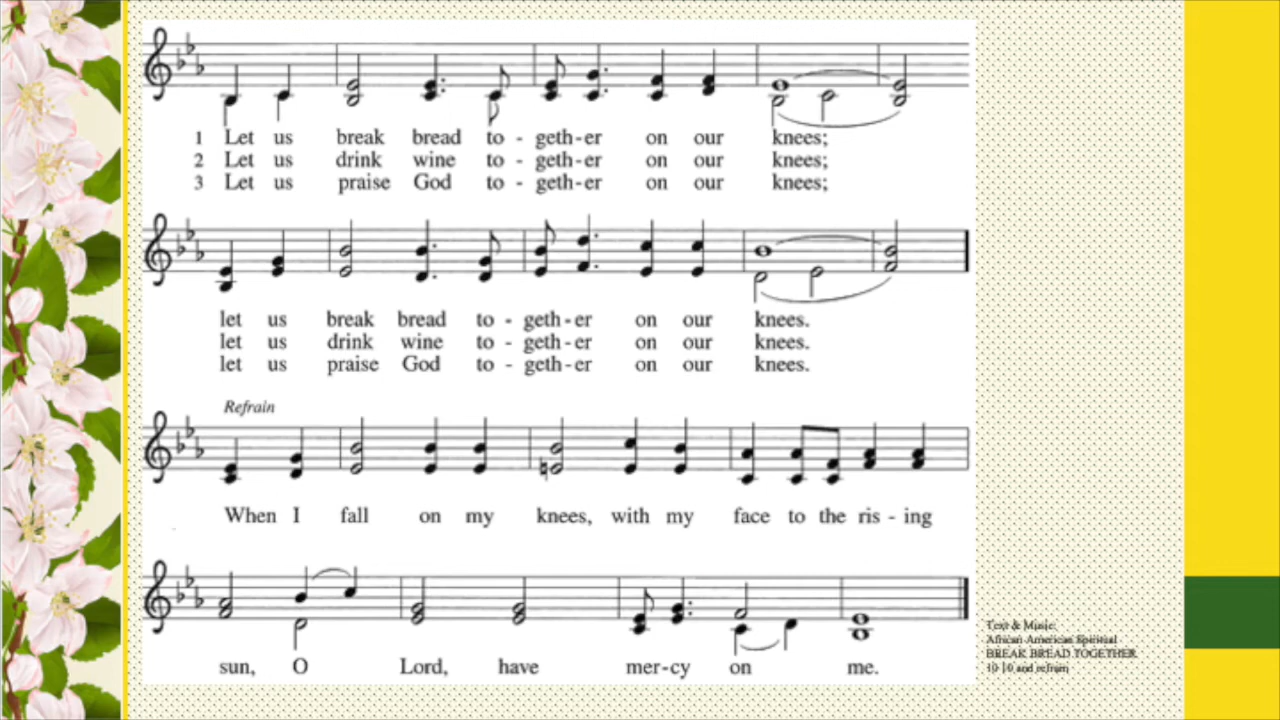 1 Let us break bread to - geth-er on our knees;
2 Let us drink wine to - geth-er on our knees;
3 Let us praise God to - geth-er on our knees;
let us break bread to - geth-er on our knees.
let us drink wine to - geth-er on our knees.
let us praise God to - geth-er on our knees.
Refrain
When I fall on my knees, with my face to the ris - ing
sun, O Lord, have mer-cy on me.
Text & Music:
African American Spiritual
BREAK BREAD TOGETHER
10 10 and refrain